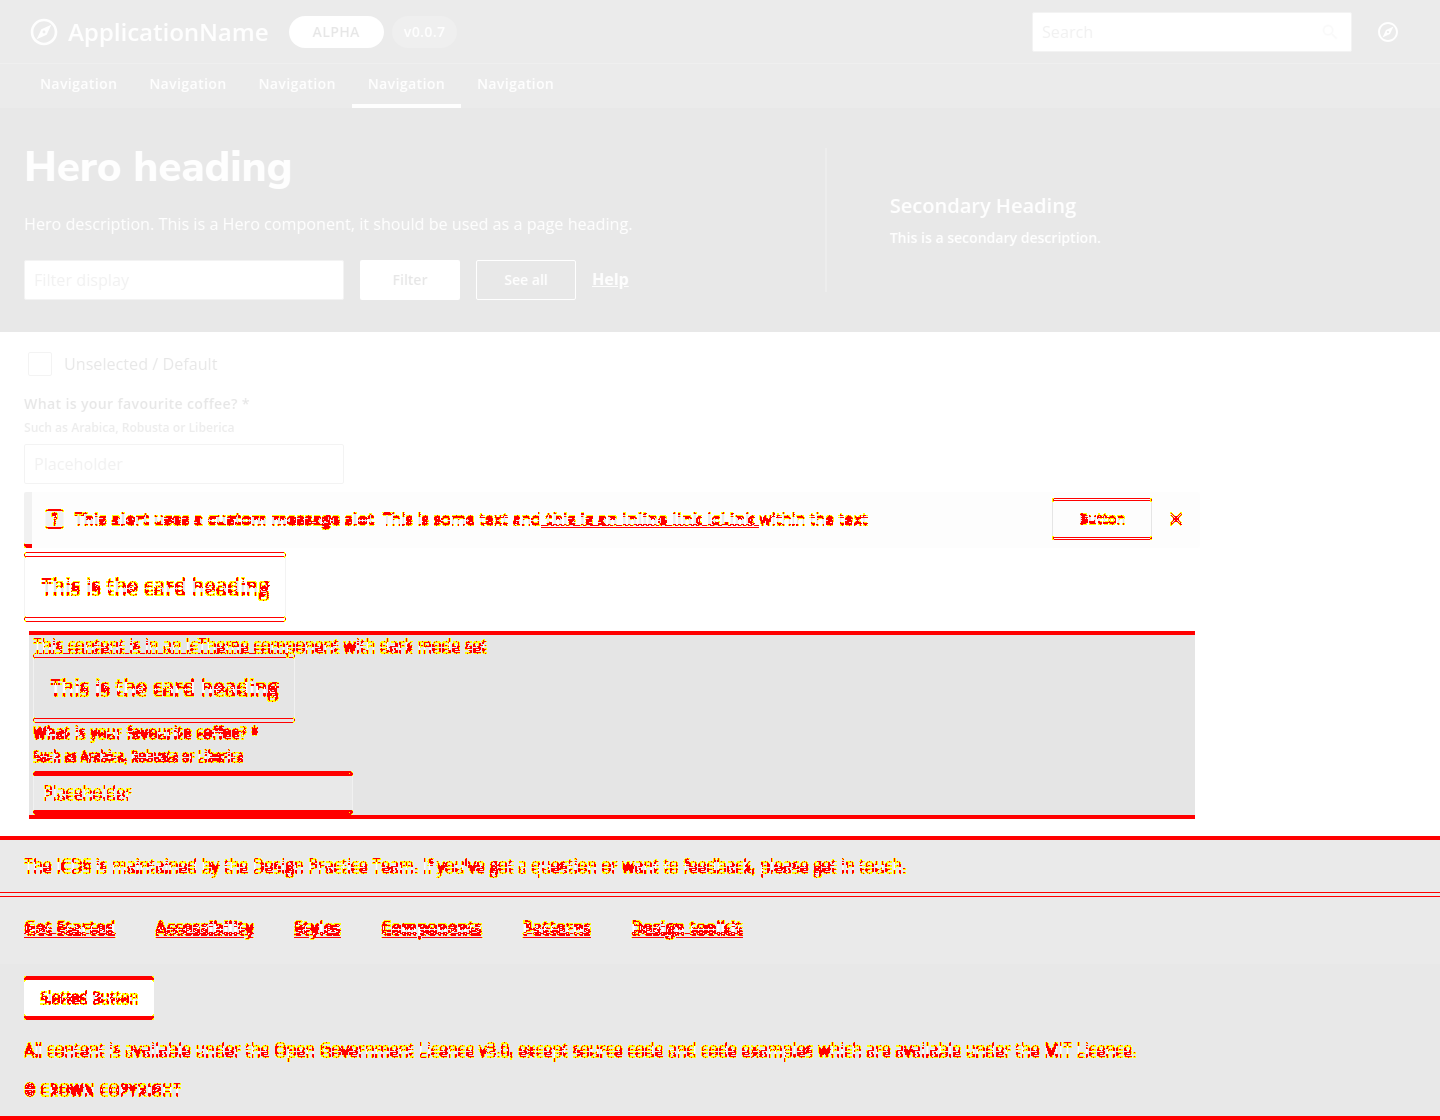 ApplicationName ALPHA v0.0.7 Search
Navigation Navigation Navigation Navigation Navigation
Hero heading
Hero description. This is a Hero component, it should be used as a page heading.
Filter display Filter See all Help
Secondary Heading
This is a secondary description.
Unselected / Default
What is your favourite coffee? *
Such as Arabica, Robusta or Liberica
Placeholder
This alert uses a custom message slot. This is some text and this is an inline link within the text Button
This is the card heading
This content is in an icTheme component with dark mode set
This is the card heading
What is your favourite coffee? *
Such as Arabica, Robusta or Liberica
Placeholder
The ICDS is maintained by the Design Practice Team. If you've got a question or want to feedback, please get in touch.
Get Started Accessibility Styles Components Patterns Design toolkit
Slotted Button
All content is available under the Open Government Licence v3.0, except source code and code examples which are available under the MIT Licence.
© CROWN COPYRIGHT